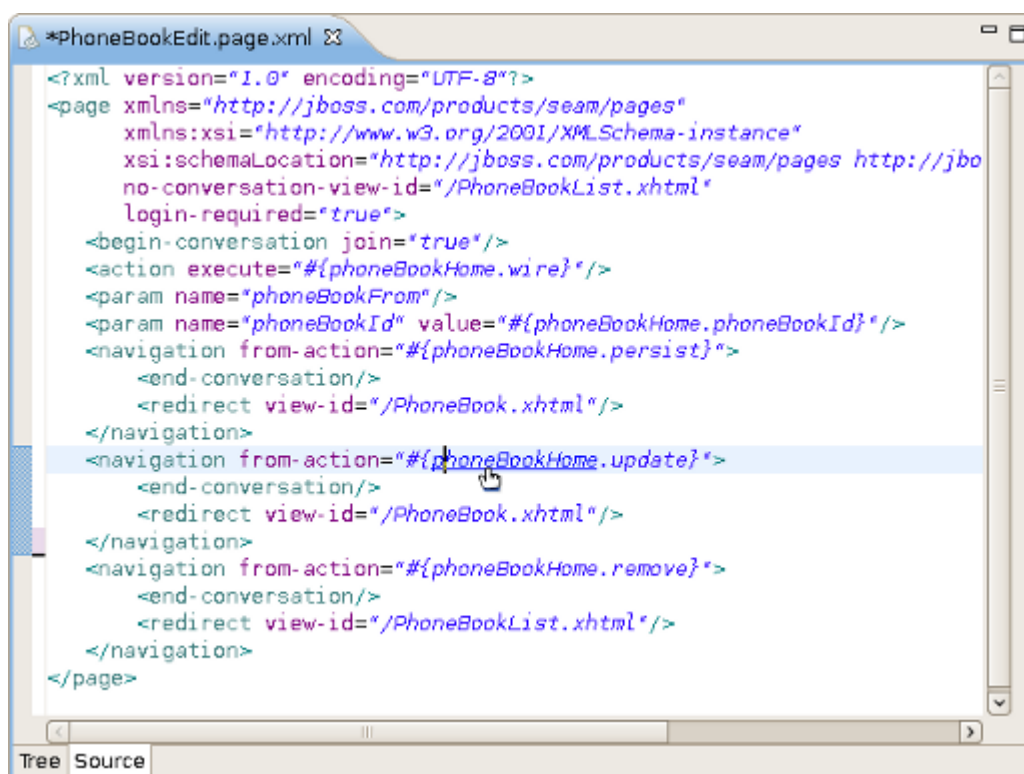 *PhoneBookEdit.page.xml
<?xml version="1.0" encoding="UTF-8"?>
<page xmlns="http://jboss.com/products/seam/pages"
xmlns:xsi="http://www.w3.org/2001/XMLSchema-instance"
xsi:schemaLocation="http://jboss.com/products/seam/pages http://jbo
no-conversation-view-id="/PhoneBookList.xhtml"
login-required="true">
<begin-conversation join="true"/>
<action execute="#{phoneBookHome.wire}"/>
<param name="phoneBookFrom"/>
<param name="phoneBookId" value="#{phoneBookHome.phoneBookId}"/>
<navigation from-action="#{phoneBookHome.persist}">
<end-conversation/>
<redirect view-id="/PhoneBook.xhtml"/>
</navigation>
<navigation from-action="#{phoneBookHome.update}">
<end-conversation/>
<redirect view-id="/PhoneBook.xhtml"/>
</navigation>
<navigation from-action="#{phoneBookHome.remove}">
<end-conversation/>
<redirect view-id="/PhoneBookList.xhtml"/>
</navigation>
</page>
Tree Source